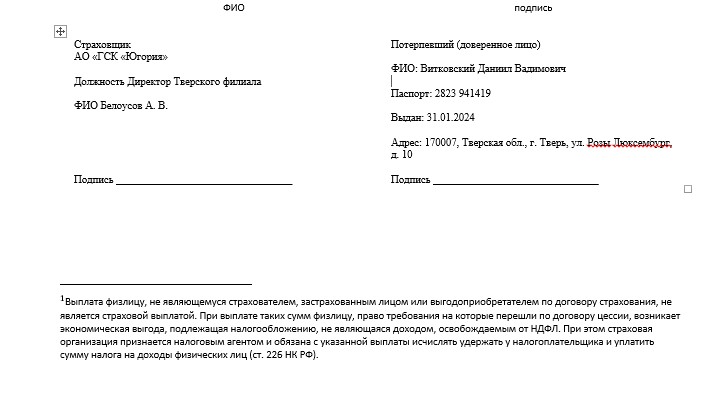 ФИО
подпись
Страховщик
АО «ГСК «Югория»
Должность Директор Тверского филиала
ФИО Белоусов А. В.
Подпись ________________________________
Потерпевший (доверенное лицо)
ФИО: Витковский Даниил Вадимович
Паспорт: 2823 941419
Выдан: 31.01.2024
Адрес: 170007, Тверская обл., г. Тверь, ул. Розы Люксембург,
д. 10
Подпись ______________________________
1Выплата физлицу, не являющемуся страхователем, застрахованным лицом или выгодоприобретателем по договору страхования, не
является страховой выплатой. При выплате таких сумм физлицу, право требования на которые перешли по договору цессии, возникает
экономическая выгода, подлежащая налогообложению, не являющаяся доходом, освобождаемым от НДФЛ. При этом страховая
организация признается налоговым агентом и обязана с указанной выплаты исчислять удержать у налогоплательщика и уплатить
сумму налога на доходы физических лиц (ст. 226 НК РФ).